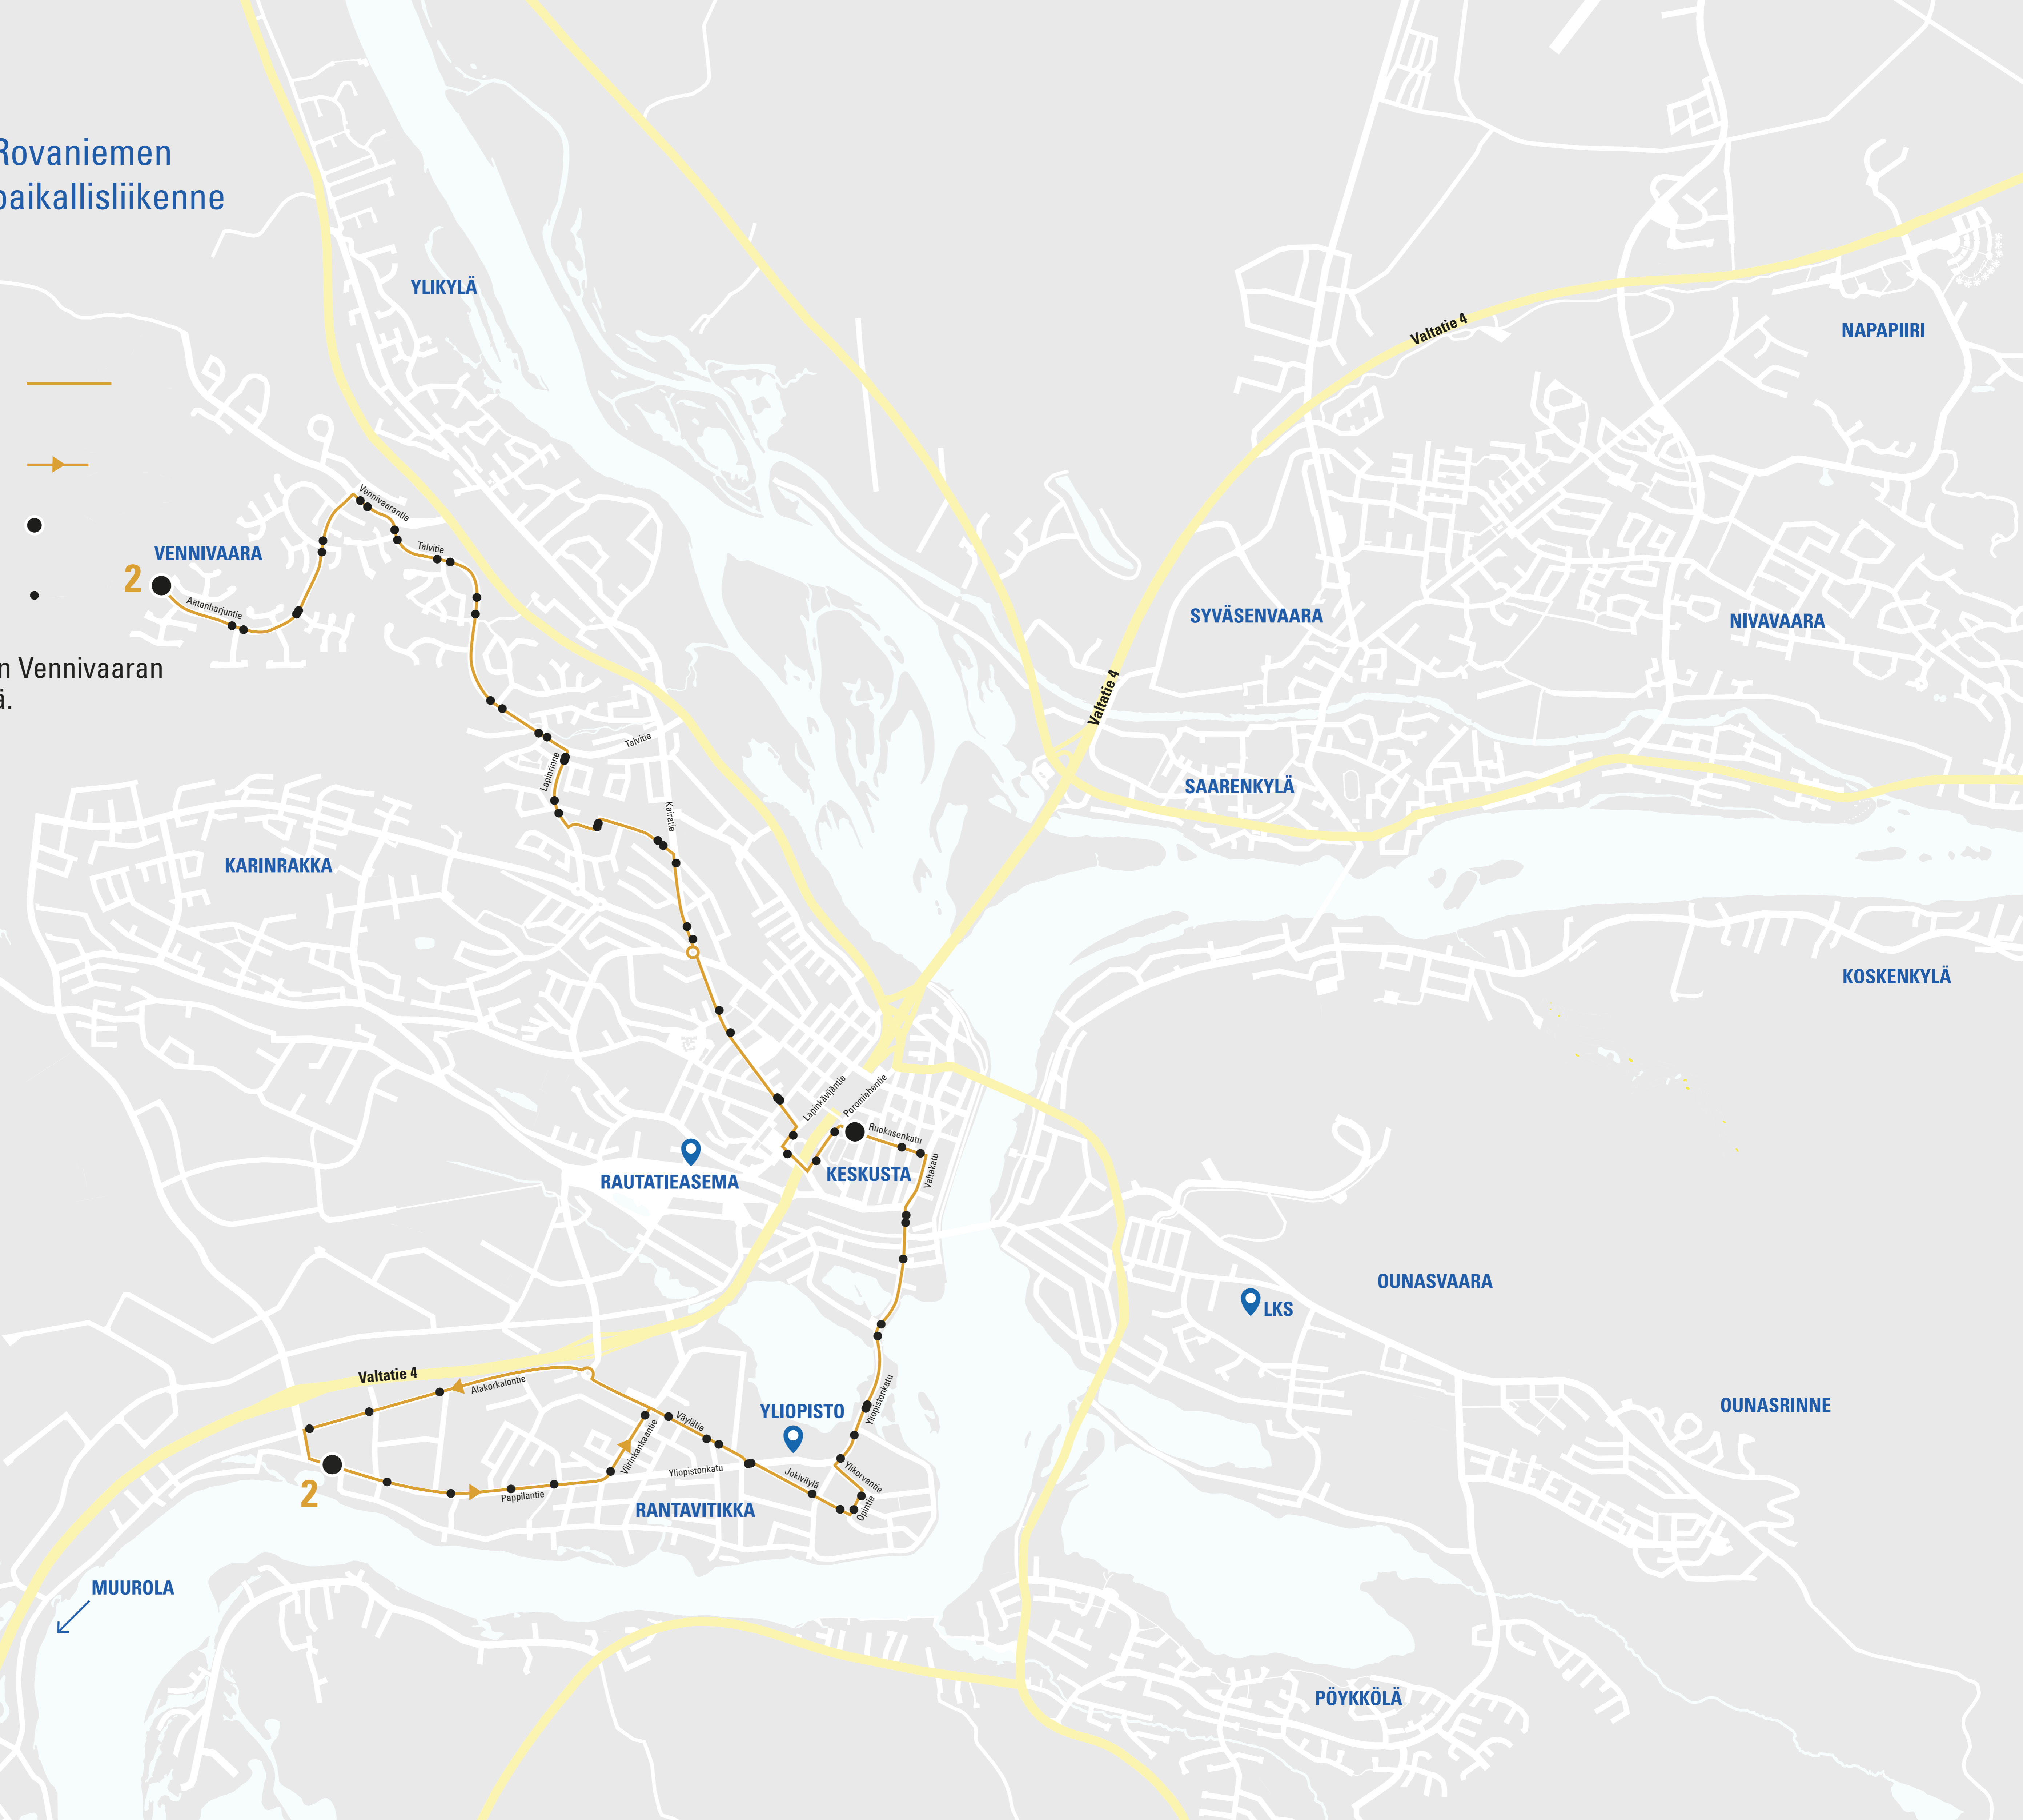 Rovaniemen
paikallisliikenne
YLIKYLÄ
Valtatie 4
NAPAPIIRI
Vennivaarantie
Talvitie
VENNIVAARA
2
Aatenharjuntie
n Vennivaaran
ä.
SYVÄSENVAARA
NIVAVAARA
Valtatie 4
Talvitie
Lapinrinne
SAARENKYLÄ
Kairatie
KARINRAKKA
KOSKENKYLÄ
Lapinkävijäntie
Poromiehentie
Ruokasenkatu
RAUTATIEASEMA
KESKUSTA
Valtakatu
OUNASVAARA
LKS
Valtatie 4
Alakorkalontie
Yliopistonkatu
YLIOPISTO
OUNASRINNE
Väylätie
Viirinkankaantie
Yliopistonkatu
Jokiväylä
Ylikorvantie
2
Pappilantie
RANTAVITIKKA
Opintie
MUUROLA
PÖYKKÖLÄ